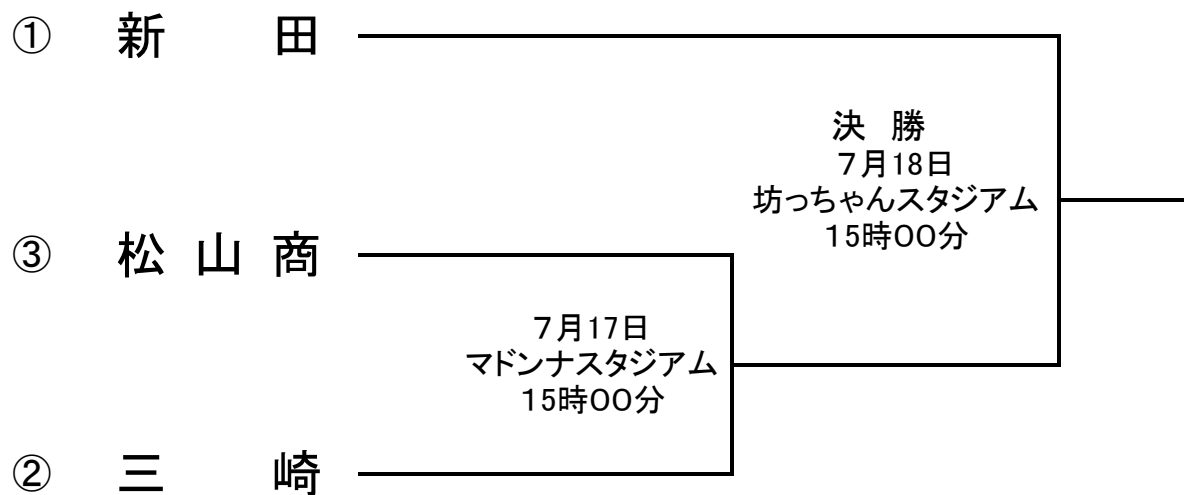 ① 新 田
決 勝
7月18日
坊っちゃんスタジアム
15時00分
③ 松 山 商
7月17日
マドンナスタジアム
15時00分
② 三 崎